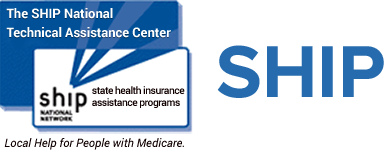 The SHIP National
Technical Assistance Center
ship
NATIONAL
NETWORK
state health insurance
assistance programs
Local Help for People with Medicare.
SHIP